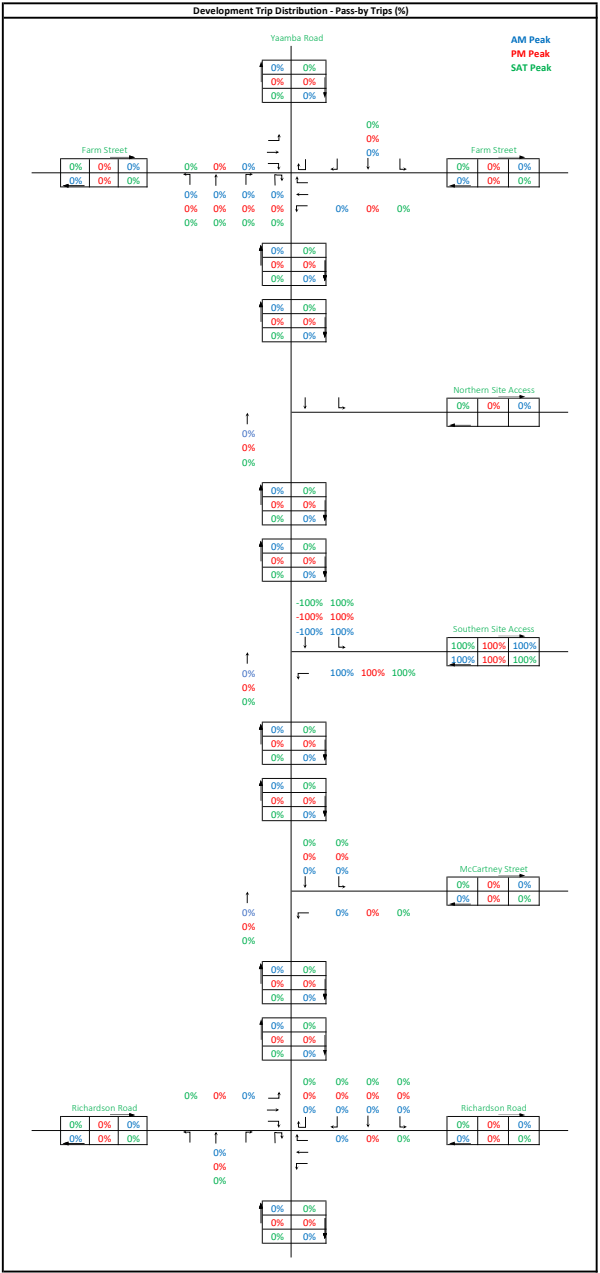 Development Trip Distribution - Pass-by Trips (%)
Yaamba Road
AM Peak
PM Peak
SAT Peak
0% 0%
0% 0%
0% 0%
0%
0%
0%
Farm Street
Farm Street
0% 0% 0%
0% 0% 0%
0% 0% 0%
0% 0% 0%
0% 0% 0%
0% 0% 0% 0%
0% 0% 0% 0%
0% 0% 0% 0%
0% 0% 0%
0% 0%
0% 0%
0% 0%
0% 0%
0% 0%
0% 0%
Northern Site Access
0% 0% 0%
0%
0%
0%
0% 0%
0% 0%
0% 0%
0% 0%
0% 0%
0% 0%
-100% 100%
-100% 100%
-100% 100%
Southern Site Access
100% 100% 100%
100% 100% 100%
100% 100% 100%
0%
0%
0%
0% 0%
0% 0%
0% 0%
0% 0%
0% 0%
0% 0%
0% 0%
0% 0%
0% 0%
McCartney Street
0% 0% 0%
0% 0% 0%
0% 0% 0%
0%
0%
0%
0% 0%
0% 0%
0% 0%
0% 0%
0% 0%
0% 0%
0% 0% 0% 0%
0% 0% 0% 0%
0% 0% 0% 0%
0% 0% 0%
Richardson Road
Richardson Road
0% 0% 0%
0% 0% 0%
0% 0% 0%
0% 0% 0%
0% 0% 0%
0%
0%
0%
0% 0%
0% 0%
0% 0%